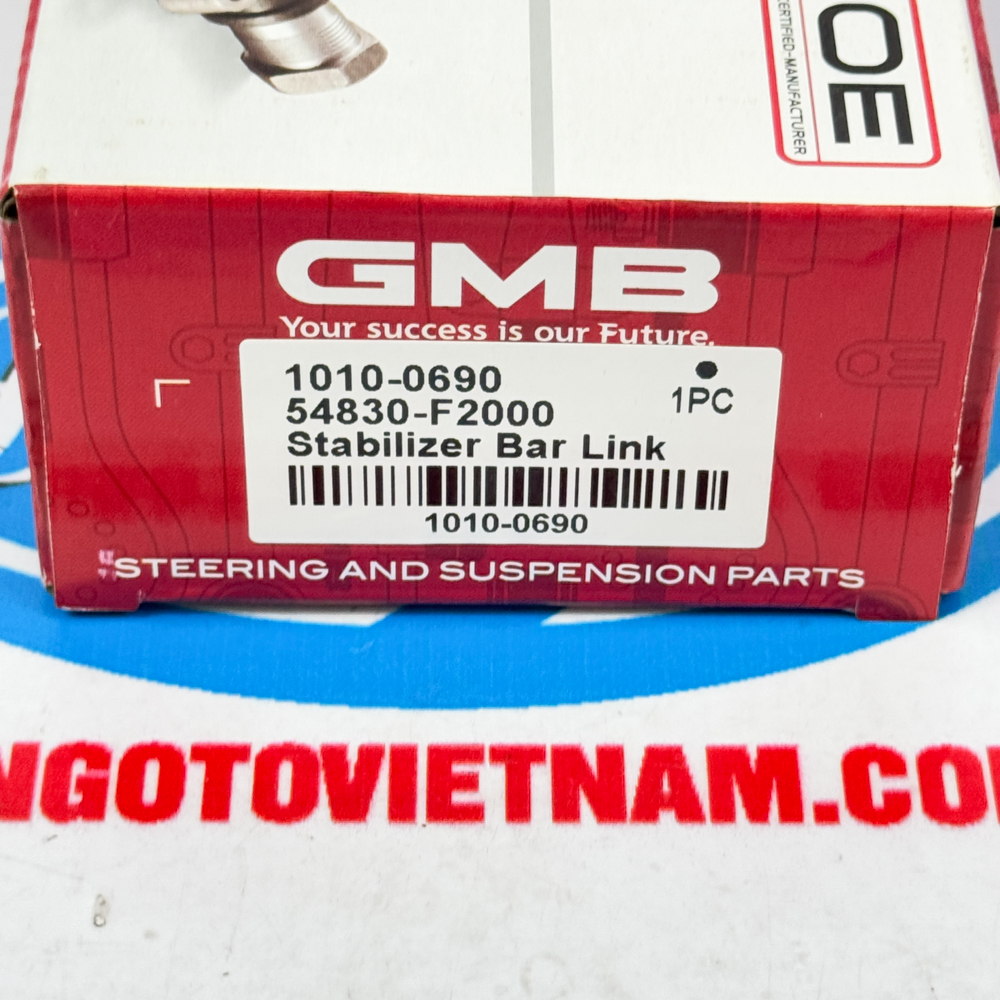 OE
CERTIFIED-MANUFACTURER
GMB
Your success is our Future.
1010-0690
1PC
54830-F2000
Stabilizer Bar Link
1010-0690
STEERING AND SUSPENSION PARTS
NGOTOVIETNAM.CO